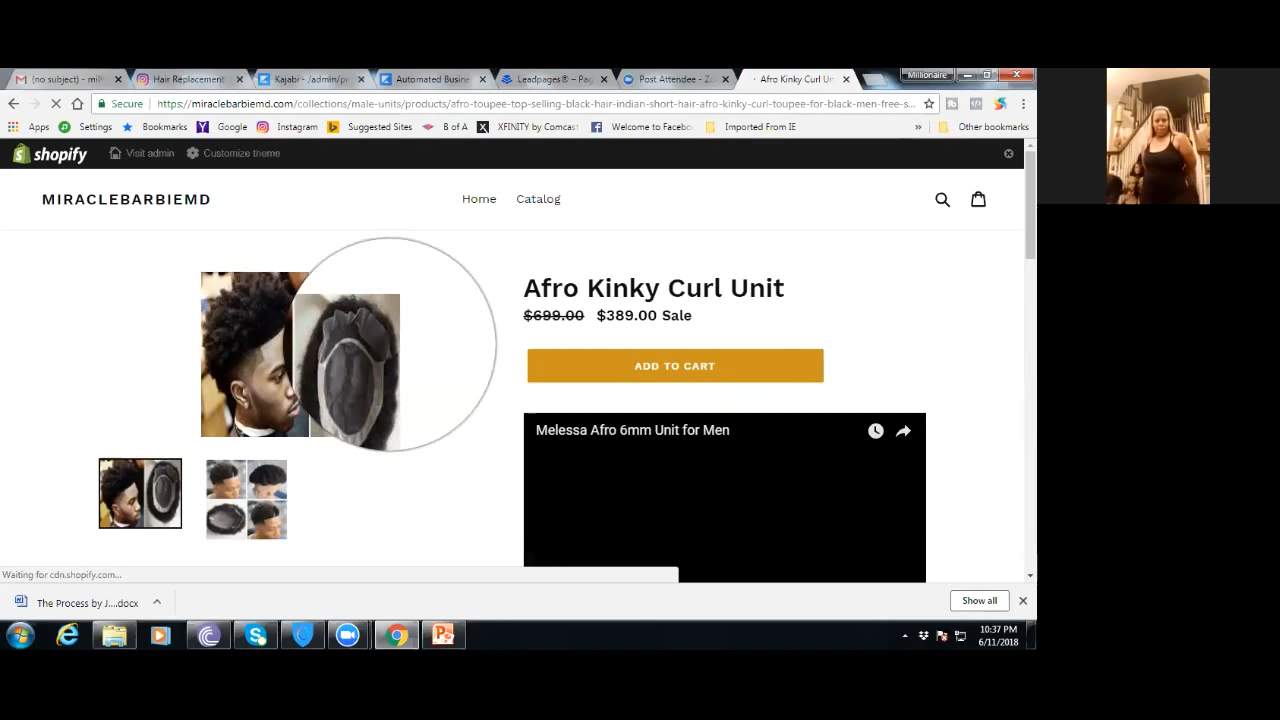 (no subject) - mill
Hair Replacement
Kajabi - /admin/pr
Automated Busine
Leadpages® – Pag
Post Attendee - Z
Afro Kinky Curl Un
Millionaire
Secure
https://miraclebarbiemd.com/collections/male-units/products/afro-toupee-top-selling-black-hair-indian-short-hair-afro-kinky-curl-toupee-for-black-men-free-s...
Apps
Settings
Bookmarks
Google
Instagram
Suggested Sites
B of A
XFINITY by Comcast
Welcome to Facebo
Imported From IE
»
Other bookmarks
shopify
Visit admin
Customize theme
MIRACLEBARBIEMD
Home
Catalog
Afro Kinky Curl Unit
$699.00 $389.00 Sale
ADD TO CART
Melessa Afro 6mm Unit for Men
Waiting for cdn.shopify.com...
The Process by J....docx
Show all
10:37 PM
6/11/2018